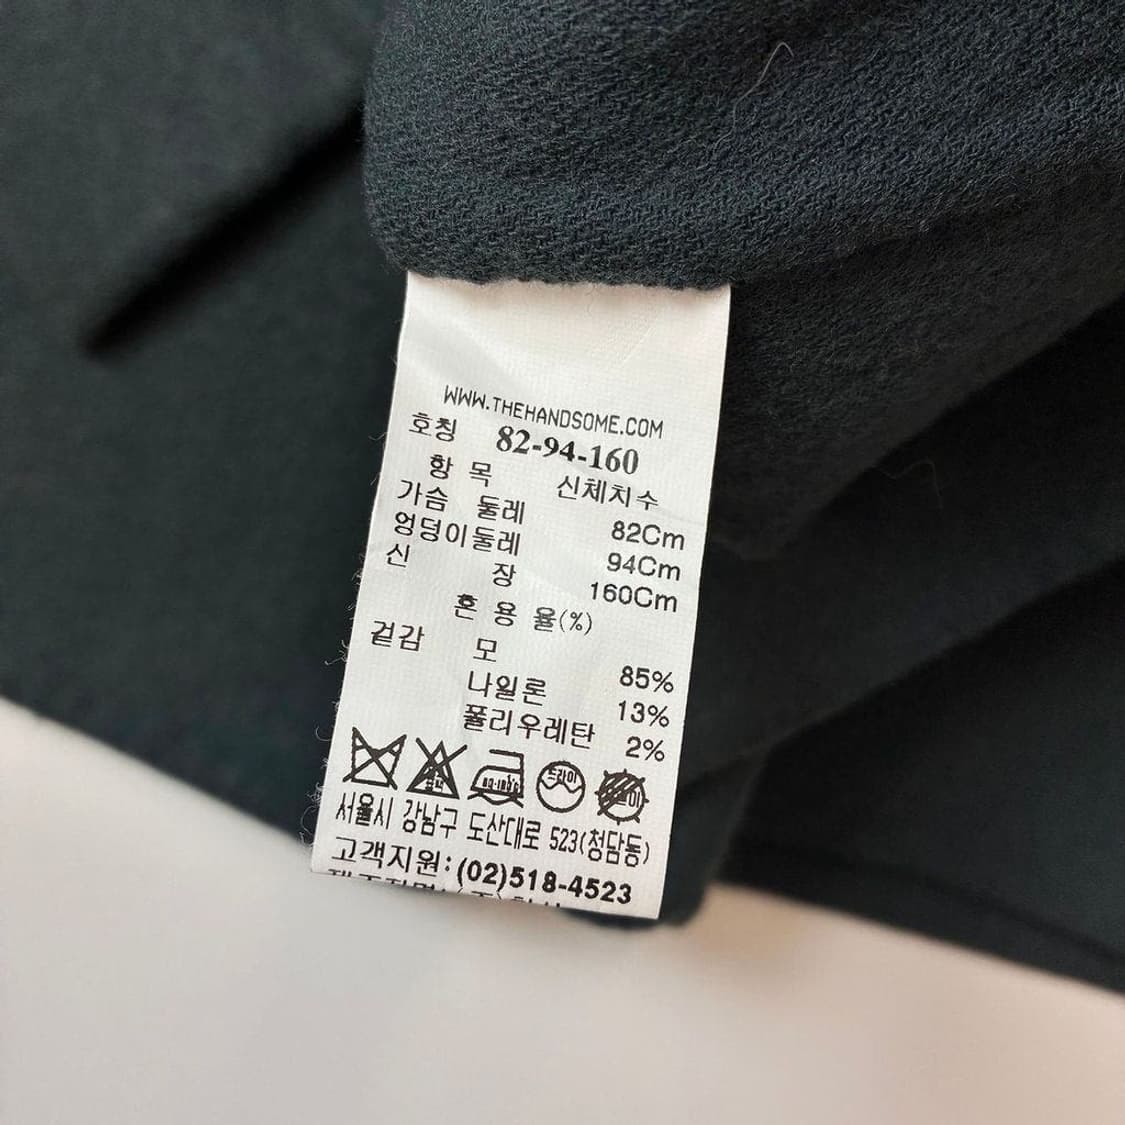 WWW.THEHANDSOME.COM
호칭 82-94-160
항 목 신체치수
가슴 둘레 82Cm
엉덩이둘레 94Cm
신 장 160Cm
혼 용 율(%)
겉감 모 85%
나일론 13%
폴리우레탄 2%
드라이
서울시 강남구 도산대로 523(청담동)
고객지원:(02)518-4523